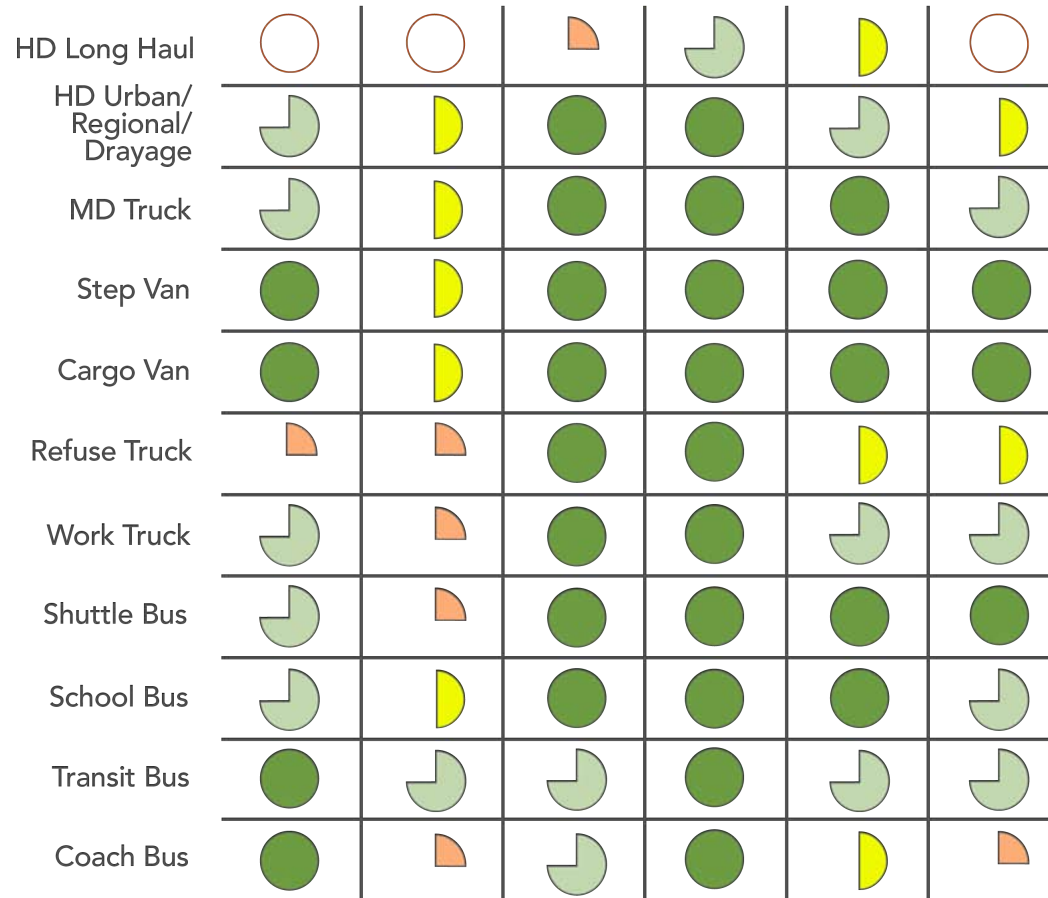 HD Long Haul
HD Urban/
Regional/
Drayage
MD Truck
Step Van
Cargo Van
Refuse Truck
Work Truck
Shuttle Bus
School Bus
Transit Bus
Coach Bus